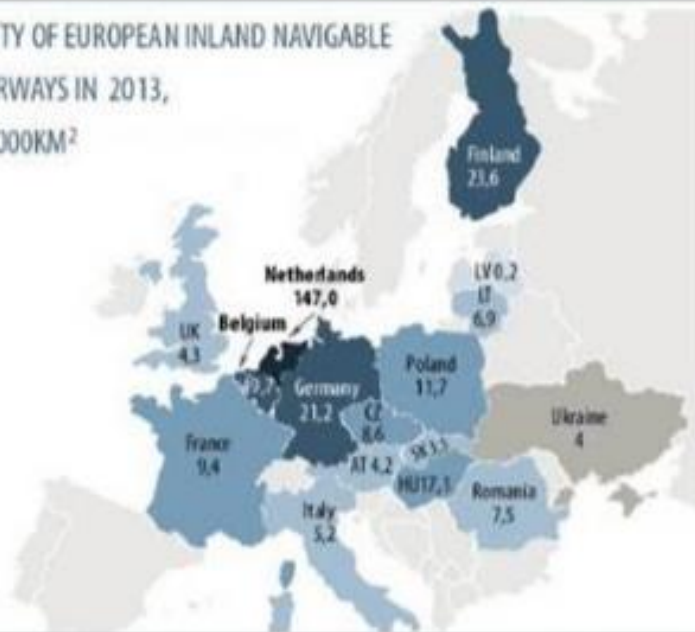 TY OF EUROPEAN INLAND NAVIGABLE
RWAYS IN 2013,
000KM²
Finland
23,6
LV 0,2
LT
6,9
Netherlands
147,0
Belgium
UK
4,3
Germany
21,2
Poland
11,7
CZ
8,6
Ukraine
4
France
9,4
AT 4,2
SK
HU 17,1
Romania
7,5
Italy
5,2